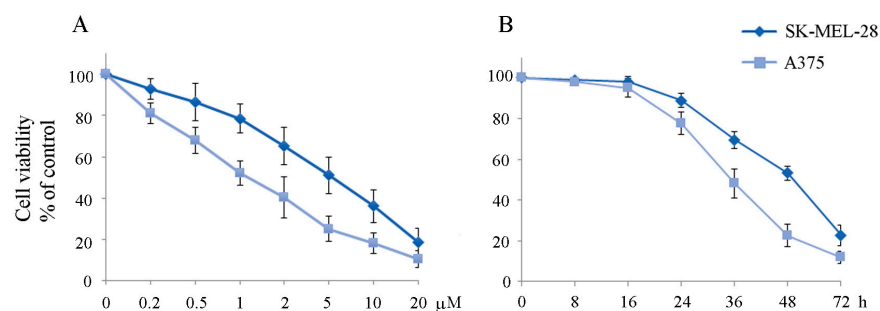 A
Cell viability
% of control
100
80
60
40
20
0
0 0.2 0.5 1 2 5 10 20 μM
B
SK-MEL-28
A375
100
80
60
40
20
0
0 8 16 24 36 48 72 h